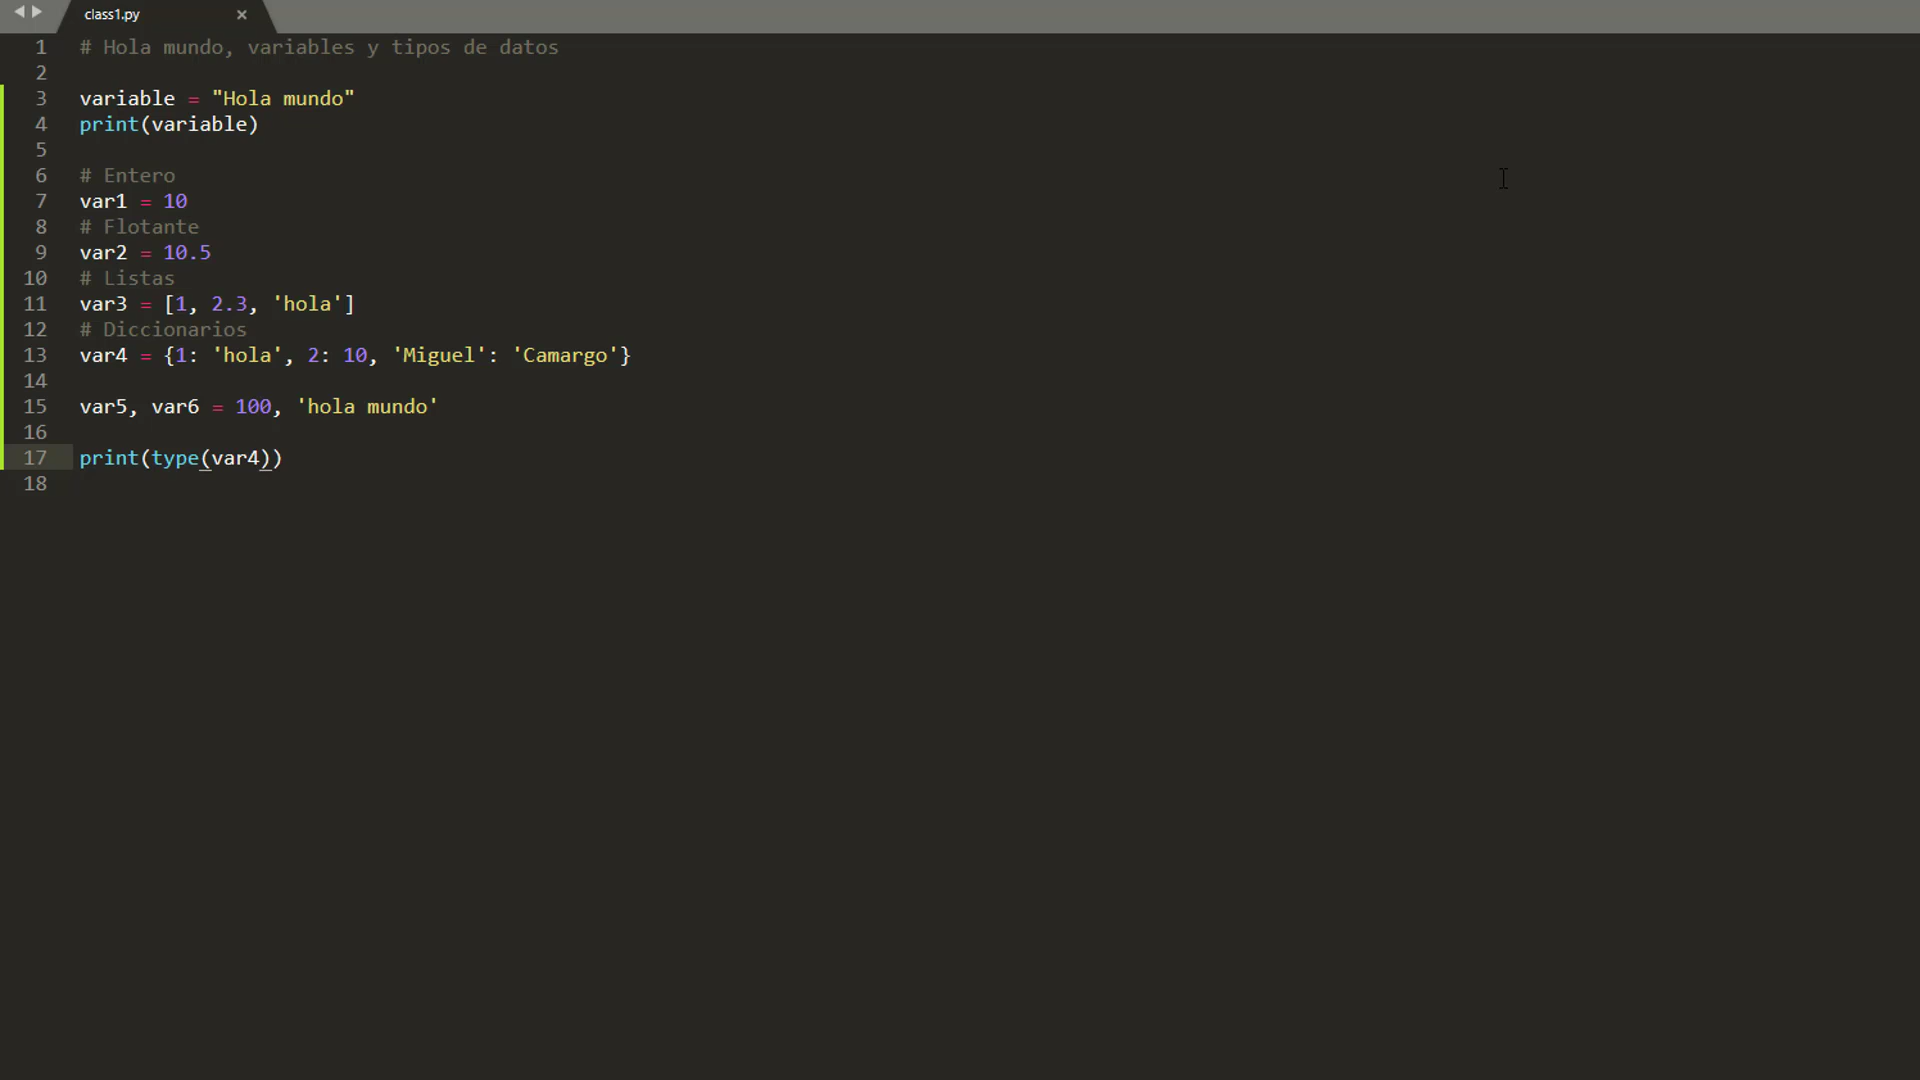 class1.py
1 # Hola mundo, variables y tipos de datos
2
3 variable = "Hola mundo"
4 print(variable)
5
6 # Entero
7 var1 = 10
8 # Flotante
9 var2 = 10.5
10 # Listas
11 var3 = [1, 2.3, 'hola']
12 # Diccionarios
13 var4 = {1: 'hola', 2: 10, 'Miguel': 'Camargo'}
14
15 var5, var6 = 100, 'hola mundo'
16
17 print(type(var4))
18